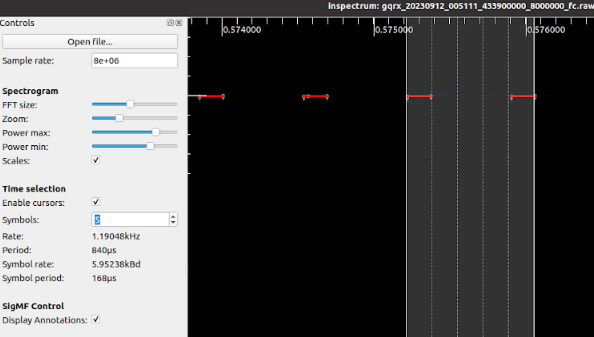 inspectrum: gqrx_20230912_005111_433900000_8000000_fc.raw
Controls
Open file...
Sample rate: 8e+06
Spectrogram
FFT size:
Zoom:
Power max:
Power min:
Scales:
Time selection
Enable cursors:
Symbols: 5
Rate: 1.19048kHz
Period: 840µs
Symbol rate: 5.95238kBd
Symbol period: 168µs
SigMF Control
Display Annotations:
0.574000 0.575000 0.576000